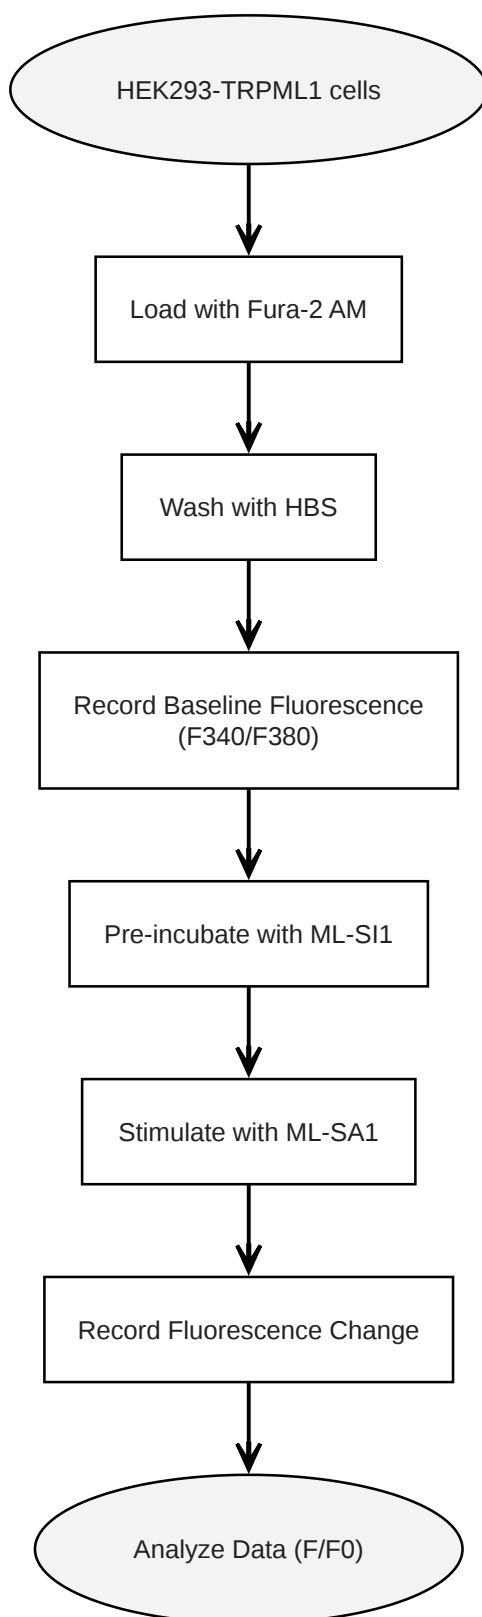 HEK293-TRPML1 cells
Load with Fura-2 AM
Wash with HBS
Record Baseline Fluorescence
(F340/F380)
Pre-incubate with ML-SI1
Stimulate with ML-SA1
Record Fluorescence Change
Analyze Data (F/F0)